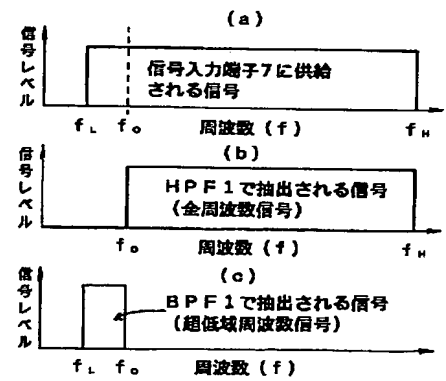 (a)
信号レベル
信号入力端子7に供給
される信号
fL fO 周波数(f) fH
(b)
信号レベル
HPF1で抽出される信号
(全周波数信号)
fO 周波数(f) fH
(c)
信号レベル
BPF1で抽出される信号
(超低域周波数信号)
fL fO 周波数(f)